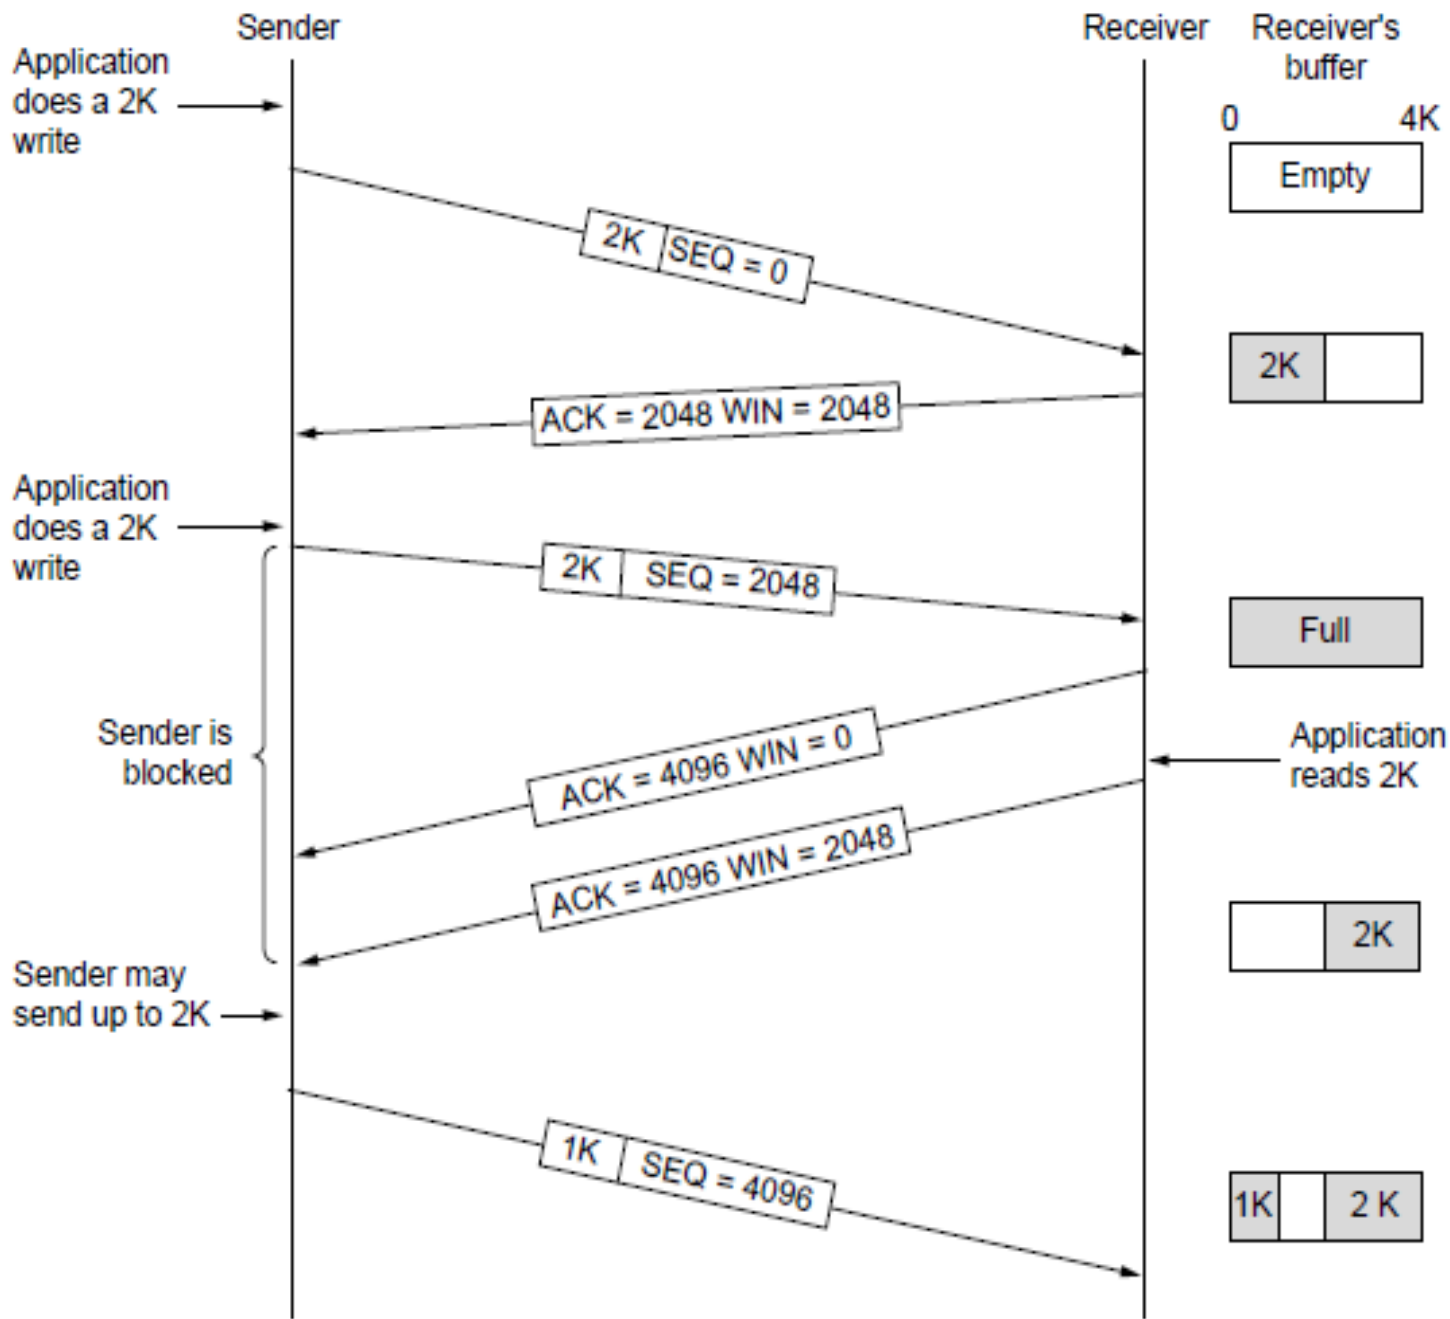 Sender
Receiver
Receiver's
buffer
Application
does a 2K
write
0
4K
Empty
2K
SEQ = 0
2K
ACK = 2048 WIN = 2048
Application
does a 2K
write
2K
SEQ = 2048
Full
Sender is
blocked
ACK = 4096 WIN = 0
Application
reads 2K
ACK = 4096 WIN = 2048
2K
Sender may
send up to 2K
1K
SEQ = 4096
1K
2 K